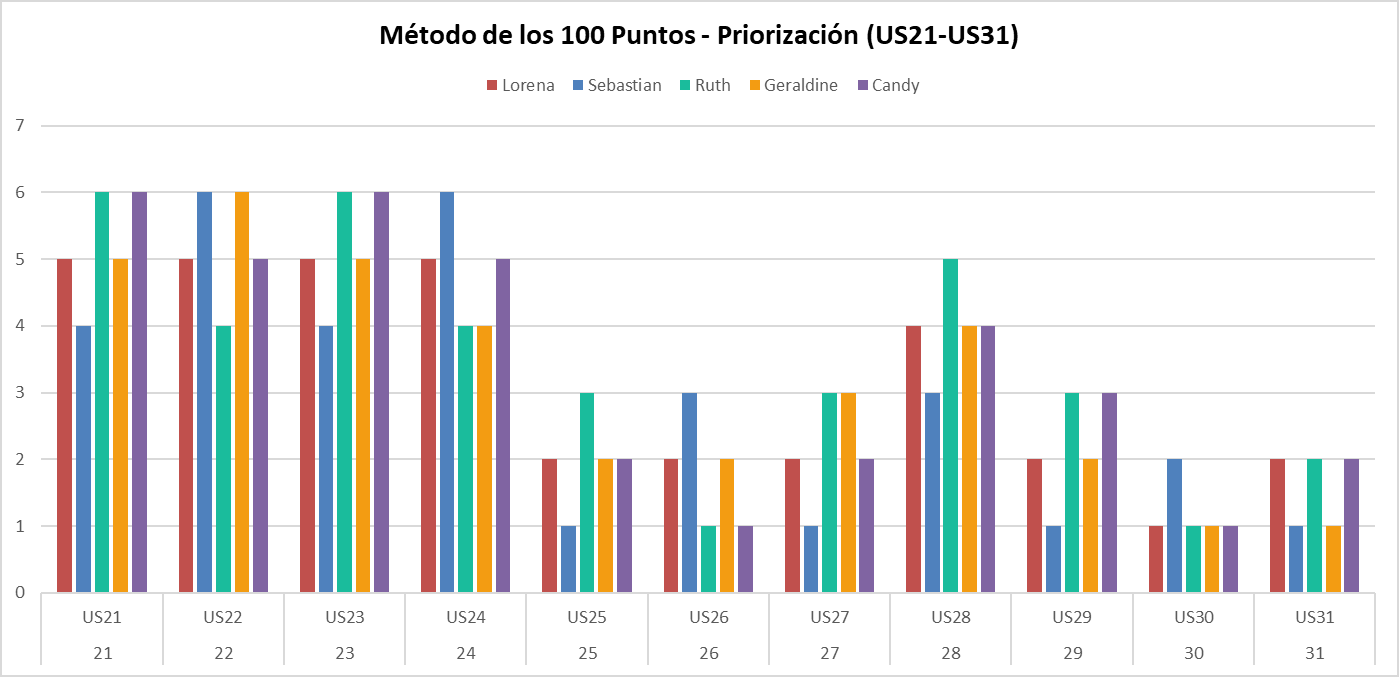 Método de los 100 Puntos - Priorización (US21-US31)
Lorena Sebastian Ruth Geraldine Candy
7
6
5
4
3
2
1
0
US21 US22 US23 US24 US25 US26 US27 US28 US29 US30 US31
21 22 23 24 25 26 27 28 29 30 31